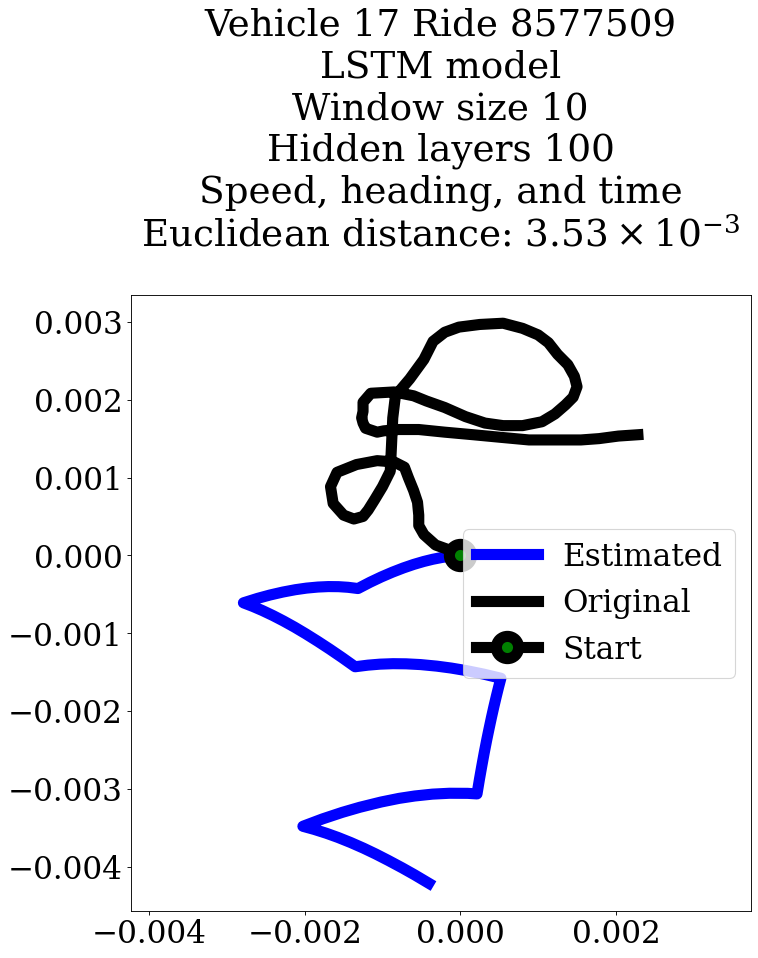 Vehicle 17 Ride 8577509
LSTM model
Window size 10
Hidden layers 100
Speed, heading, and time
Euclidean distance: 3.53 × 10⁻³
0.003
0.002
0.001
0.000
−0.001
−0.002
−0.003
−0.004
Estimated
Original
Start
−0.004 −0.002 0.000 0.002